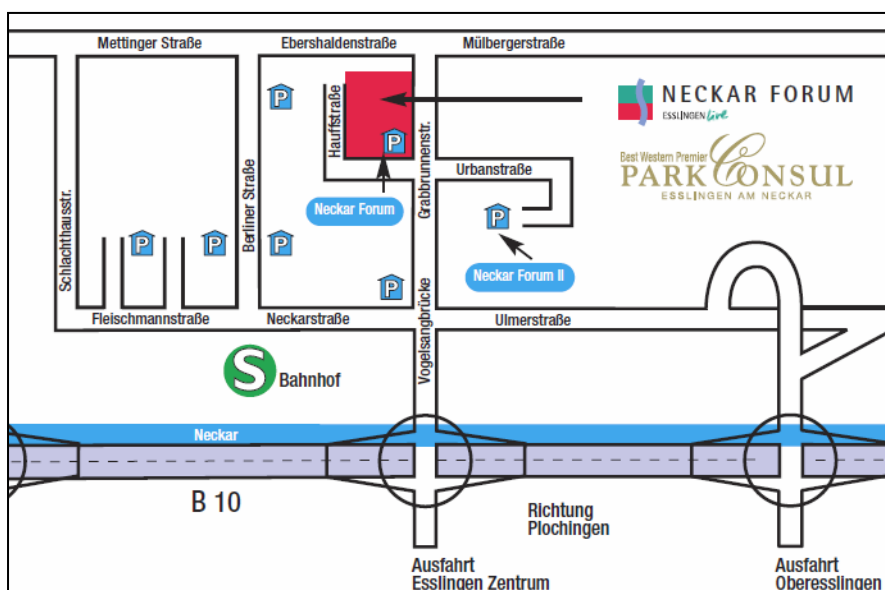 Mettinger Straße
Ebershaldenstraße
Mülbergerstraße
P
Hauffstraße
P
Grabbrunnenstr.
NECKAR FORUM
ESSLINGEN live
Best Western Premier
PARK CONSUL
ESSLINGEN AM NECKAR
Urbanstraße
Neckar Forum
P
Neckar Forum II
Schlachthausstr.
P
P
Berliner Straße
P
P
Vogelsangbrücke
Fleischmannstraße
Neckarstraße
Ulmerstraße
S
Bahnhof
Neckar
B 10
Richtung
Plochingen
Ausfahrt
Esslingen Zentrum
Ausfahrt
Oberesslingen